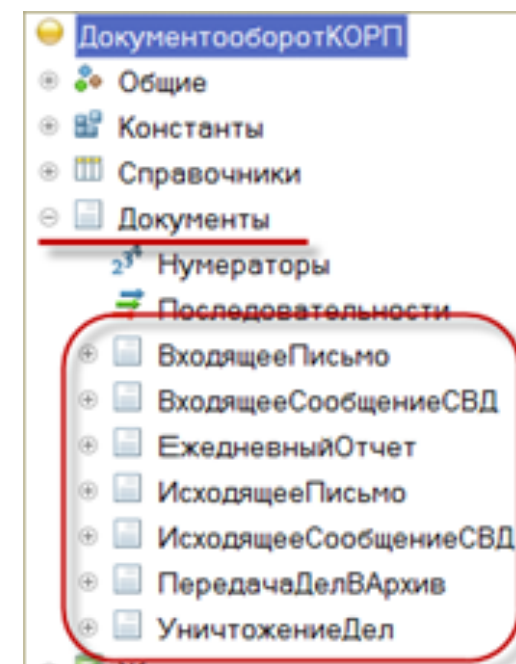 ДокументооборотКОРП
Общие
Константы
Справочники
Документы
Нумераторы
Последовательности
ВходящееПисьмо
ВходящееСообщениеСВД
ЕжедневныйОтчет
ИсходящееПисьмо
ИсходящееСообщениеСВД
ПередачаДелВАрхив
УничтожениеДел